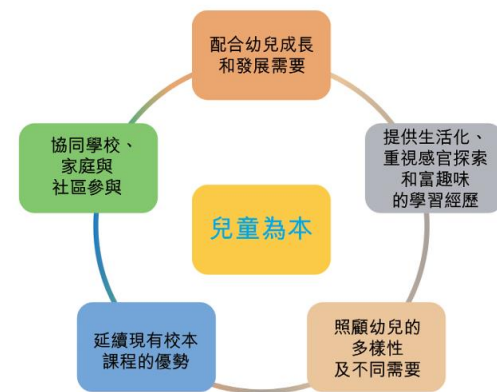 配合幼兒成長
和發展需要
提供生活化、
重視感官探索
和富趣味
的學習經歷
照顧幼兒的
多樣性
及不同需要
延續現有校本
課程的優勢
協同學校、
家庭與
社區參與
兒童為本